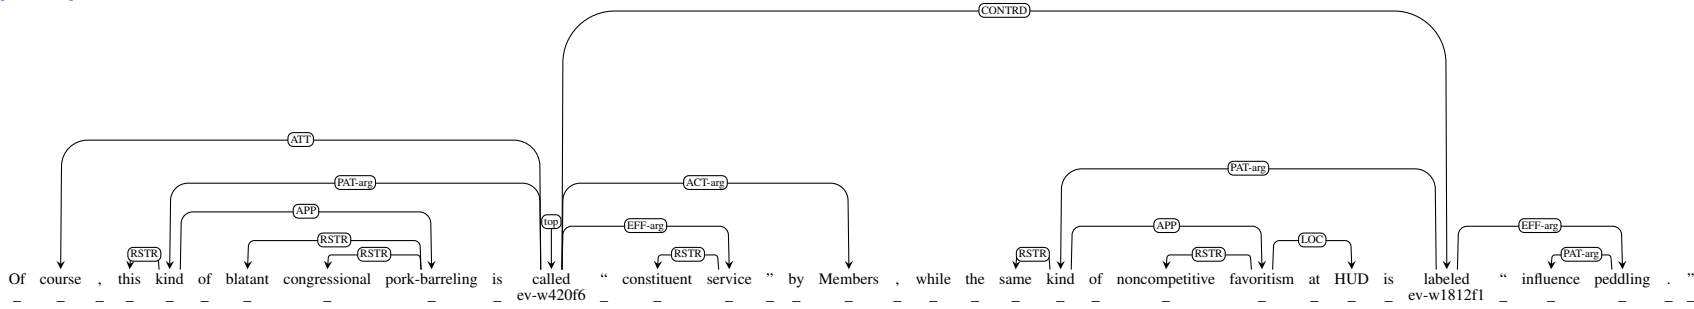 CONTRD
ATT
PAT-arg
PAT-arg ACT-arg
APP top
EFF-arg APP EFF-arg
RSTR LOC
RSTR RSTR RSTR RSTR RSTR PAT-arg
Of course , this kind of blatant congressional pork-barreling is called “ constituent service ” by Members , while the same kind of noncompetitive favoritism at HUD is labeled “ influence peddling . ”
_ _ _ _ _ _ _ _ _ _ ev-w420f6 _ _ _ _ _ _ _ _ _ _ _ _ _ _ _ _ _ ev-w1812f1 _ _ _ _ _